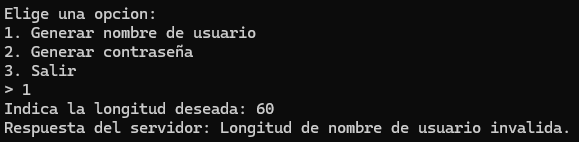 Elige una opcion:
1. Generar nombre de usuario
2. Generar contraseña
3. Salir
> 1
Indica la longitud deseada: 60
Respuesta del servidor: Longitud de nombre de usuario invalida.